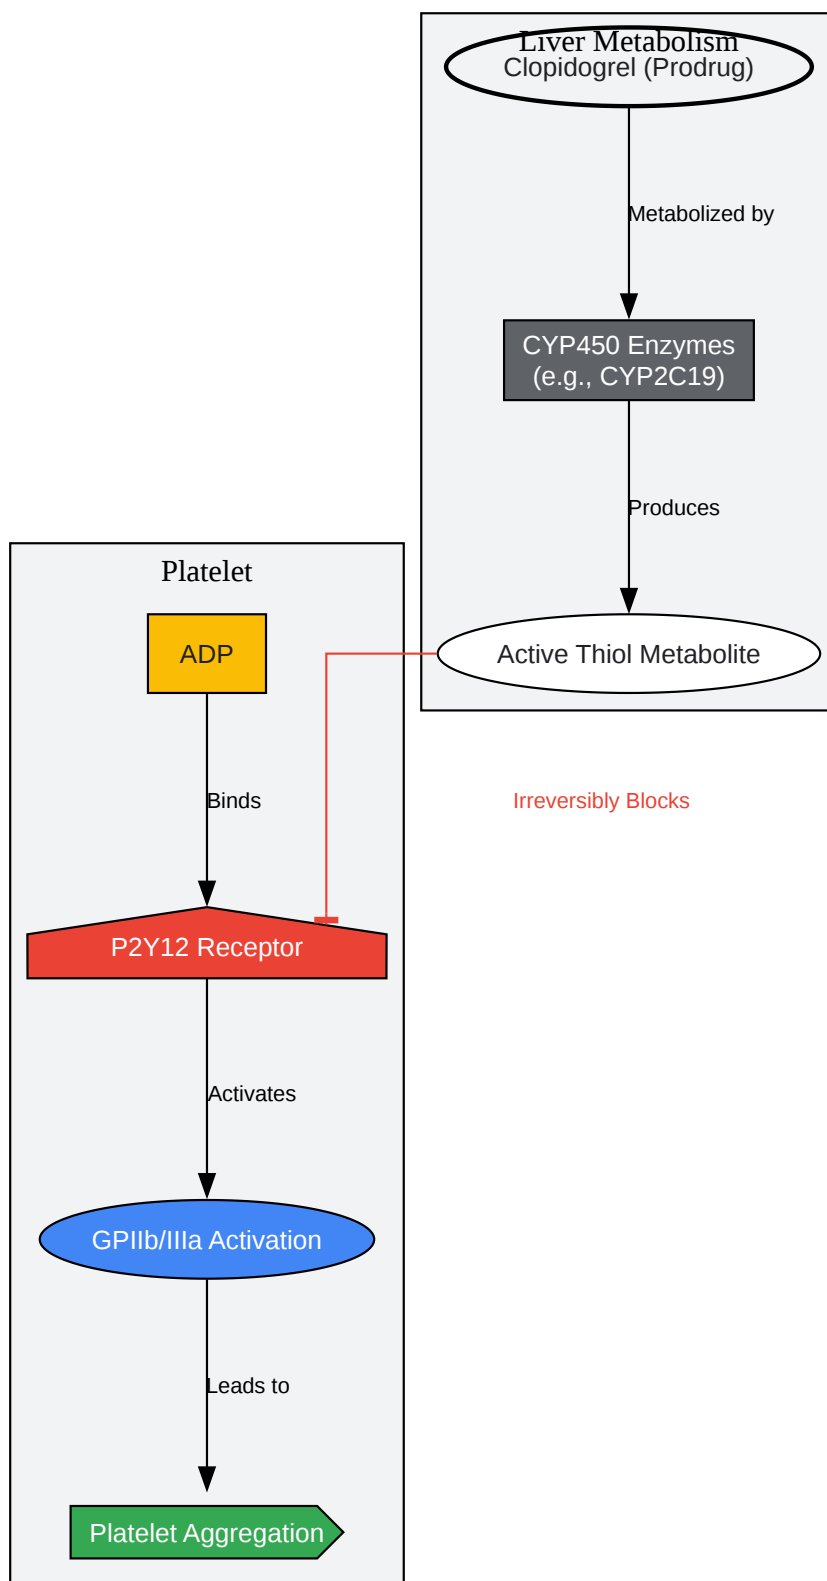 Liver Metabolism
Clopidogrel (Prodrug)
Metabolized by
CYP450 Enzymes
(e.g., CYP2C19)
Produces
Active Thiol Metabolite
Irreversibly Blocks
Platelet
ADP
Binds
P2Y12 Receptor
Activates
GPIIb/IIIa Activation
Leads to
Platelet Aggregation